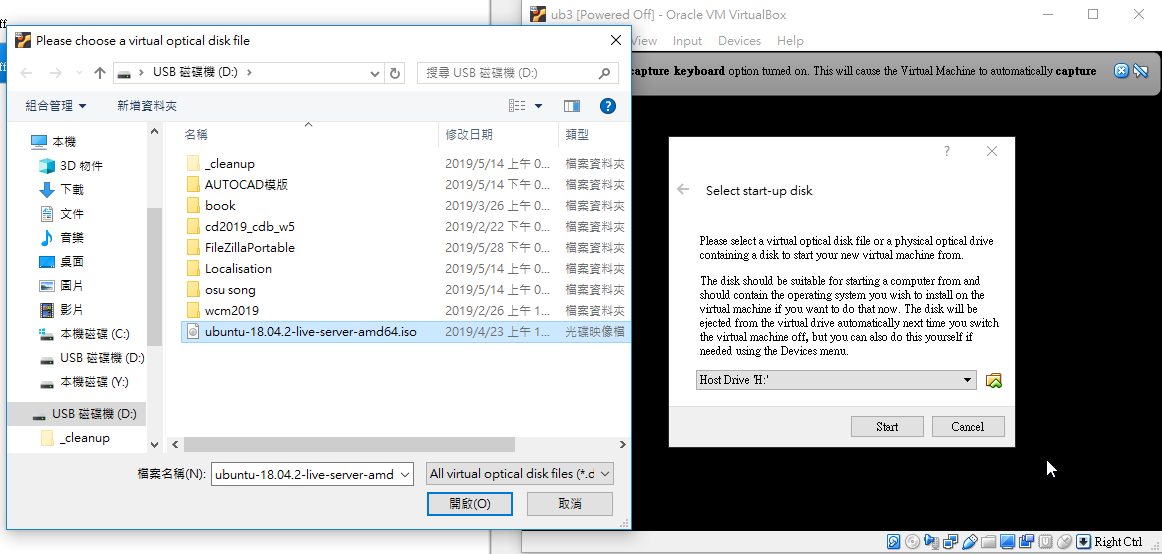 ff
ff
Please choose a virtual optical disk file
USB 磁碟機 (D:)
搜尋 USB 磁碟機 (D:)
組合管理
新增資料夾
本機
3D 物件
下載
文件
音樂
桌面
圖片
影片
本機磁碟 (C:)
USB 磁碟機 (D:)
本機磁碟 (Y:)
USB 磁碟機 (D:)
_cleanup
名稱 修改日期 類型
_cleanup 2019/5/14 上午 0... 檔案資料夾
AUTOCAD模版 2019/5/14 下午 0... 檔案資料夾
book 2019/3/26 上午 0... 檔案資料夾
cd2019_cdb_w5 2019/2/22 下午 0... 檔案資料夾
FileZillaPortable 2019/5/28 下午 0... 檔案資料夾
Localisation 2019/5/14 上午 0... 檔案資料夾
osu song 2019/5/14 上午 0... 檔案資料夾
wcm2019 2019/2/26 上午 1... 檔案資料夾
ubuntu-18.04.2-live-server-amd64.iso 2019/4/23 上午 1... 光碟映像檔
檔案名稱(N): ubuntu-18.04.2-live-server-amd
All virtual optical disk files (*.d
開啟(O)
取消
ub3 [Powered Off] - Oracle VM VirtualBox
View Input Devices Help
capture keyboard option turned on. This will cause the Virtual Machine to automatically capture
?
Select start-up disk
Please select a virtual optical disk file or a physical optical drive
containing a disk to start your new virtual machine from.
The disk should be suitable for starting a computer from and
should contain the operating system you wish to install on the
virtual machine if you want to do that now. The disk will be
ejected from the virtual drive automatically next time you switch
the virtual machine off, but you can also do this yourself if
needed using the Devices menu.
Host Drive 'H:'
Start
Cancel
Right Ctrl